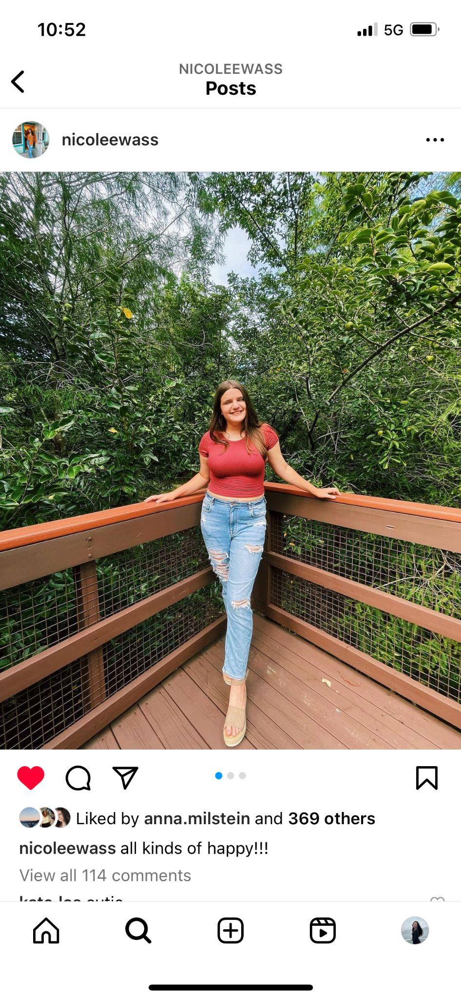 10:52
5G
NICOLEEWASS
Posts
nicoleewass
Liked by anna.milstein and 369 others
nicoleewass all kinds of happy!!!
View all 114 comments